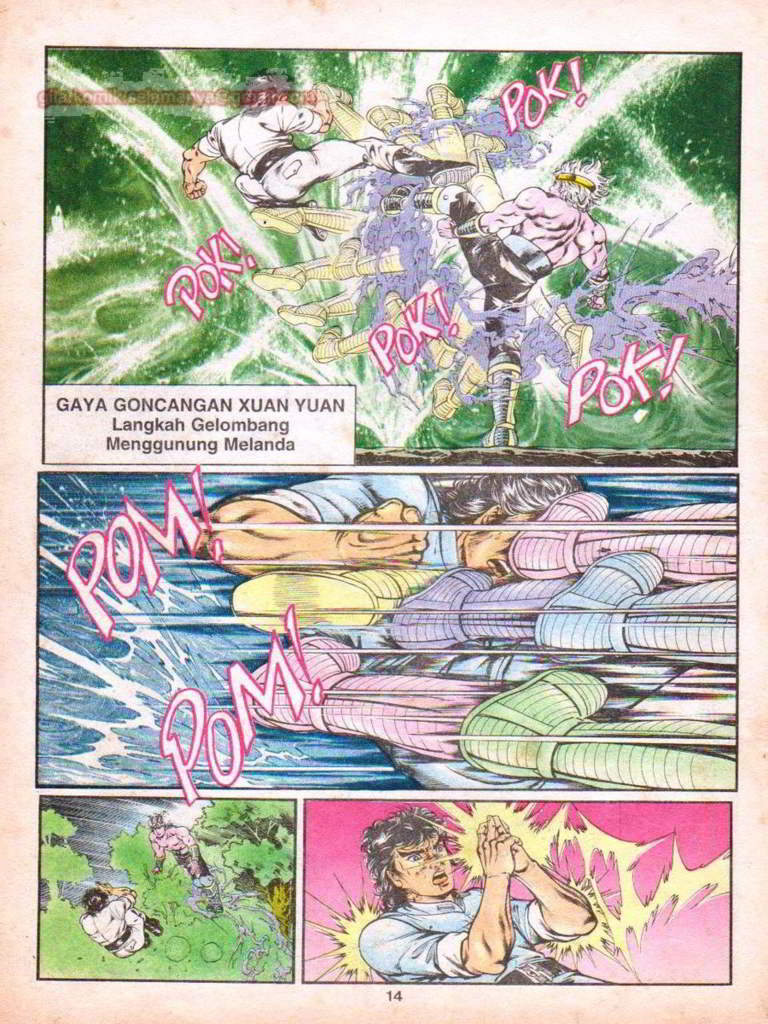 POK!
POK!
POK!
POK!
GAYA GONCANGAN XUAN YUAN
Langkah Gelombang
Menggunung Melanda
POM!
POM!
14